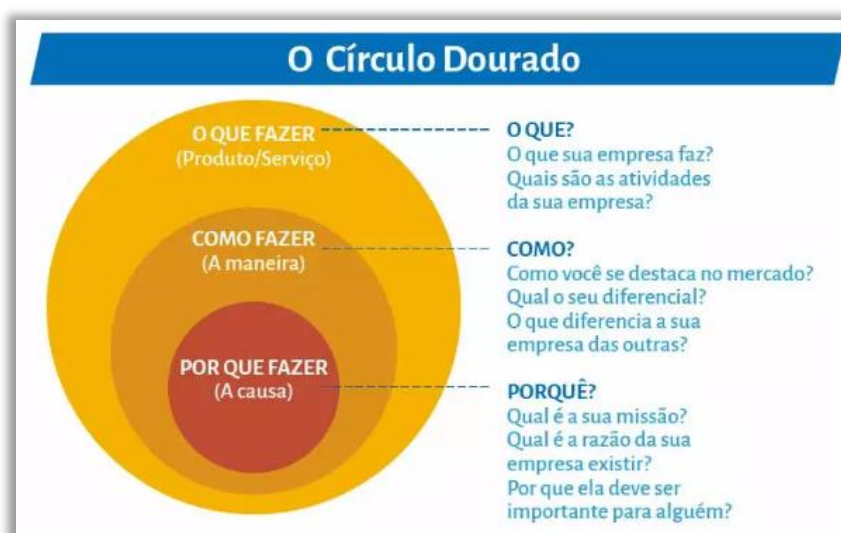 O Círculo Dourado
O QUE FAZER
(Produto/Serviço)
COMO FAZER
(A maneira)
POR QUE FAZER
(A causa)
O QUE?
O que sua empresa faz?
Quais são as atividades
da sua empresa?
COMO?
Como você se destaca no mercado?
Qual o seu diferencial?
O que diferencia a sua
empresa das outras?
PORQUÊ?
Qual é a sua missão?
Qual é a razão da sua
empresa existir?
Por que ela deve ser
importante para alguém?